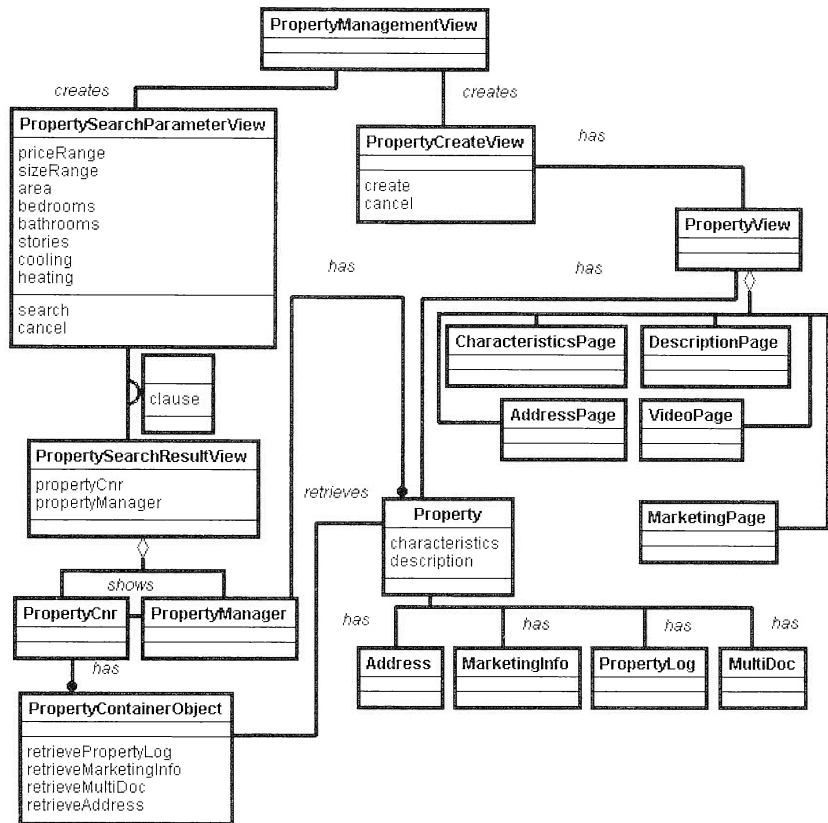 PropertyManagementView
creates
creates
PropertySearchParameterView
priceRange
sizeRange
area
bedrooms
bathrooms
stories
cooling
heating
search
cancel
PropertyCreateView
create
cancel
has
PropertyView
has
has
CharacteristicsPage
DescriptionPage
AddressPage
VideoPage
MarketingPage
clause
PropertySearchResultView
propertyCnr
propertyManager
retrieves
Property
characteristics
description
shows
PropertyCnr
PropertyManager
has
has
has
has
has
Address
MarketingInfo
PropertyLog
MultiDoc
PropertyContainerObject
retrievePropertyLog
retrieveMarketingInfo
retrieveMultiDoc
retrieveAddress